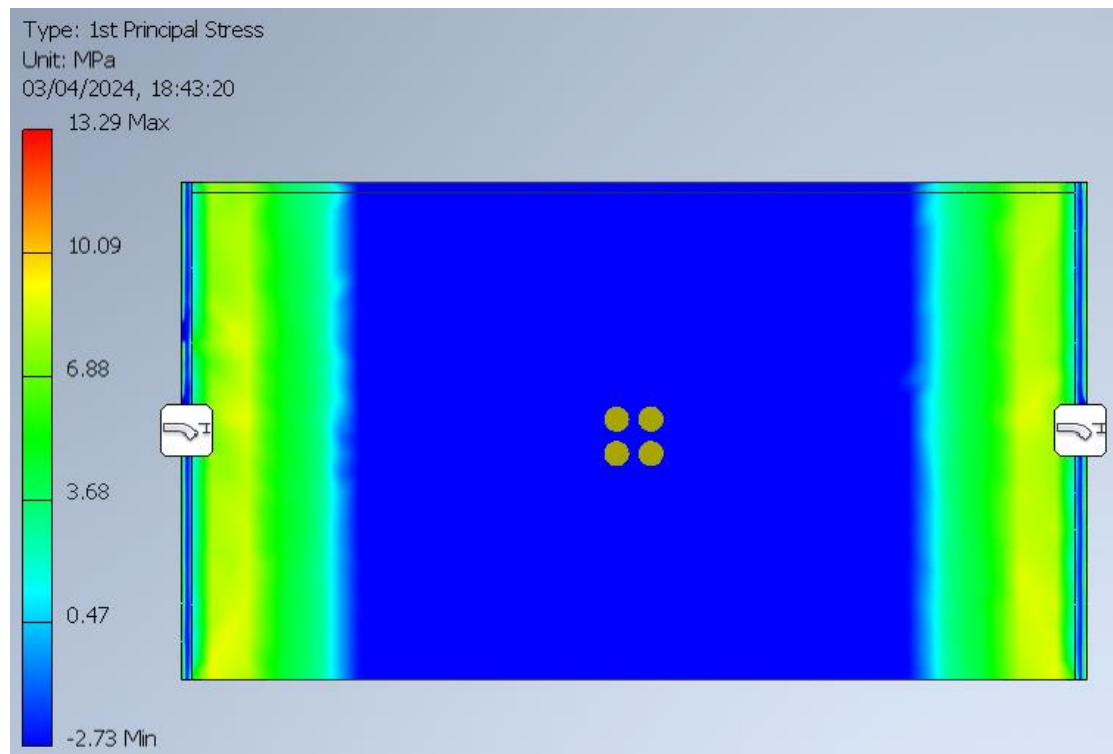 Type: 1st Principal Stress
Unit: MPa
03/04/2024, 18:43:20
13.29 Max
10.09
6.88
3.68
0.47
-2.73 Min